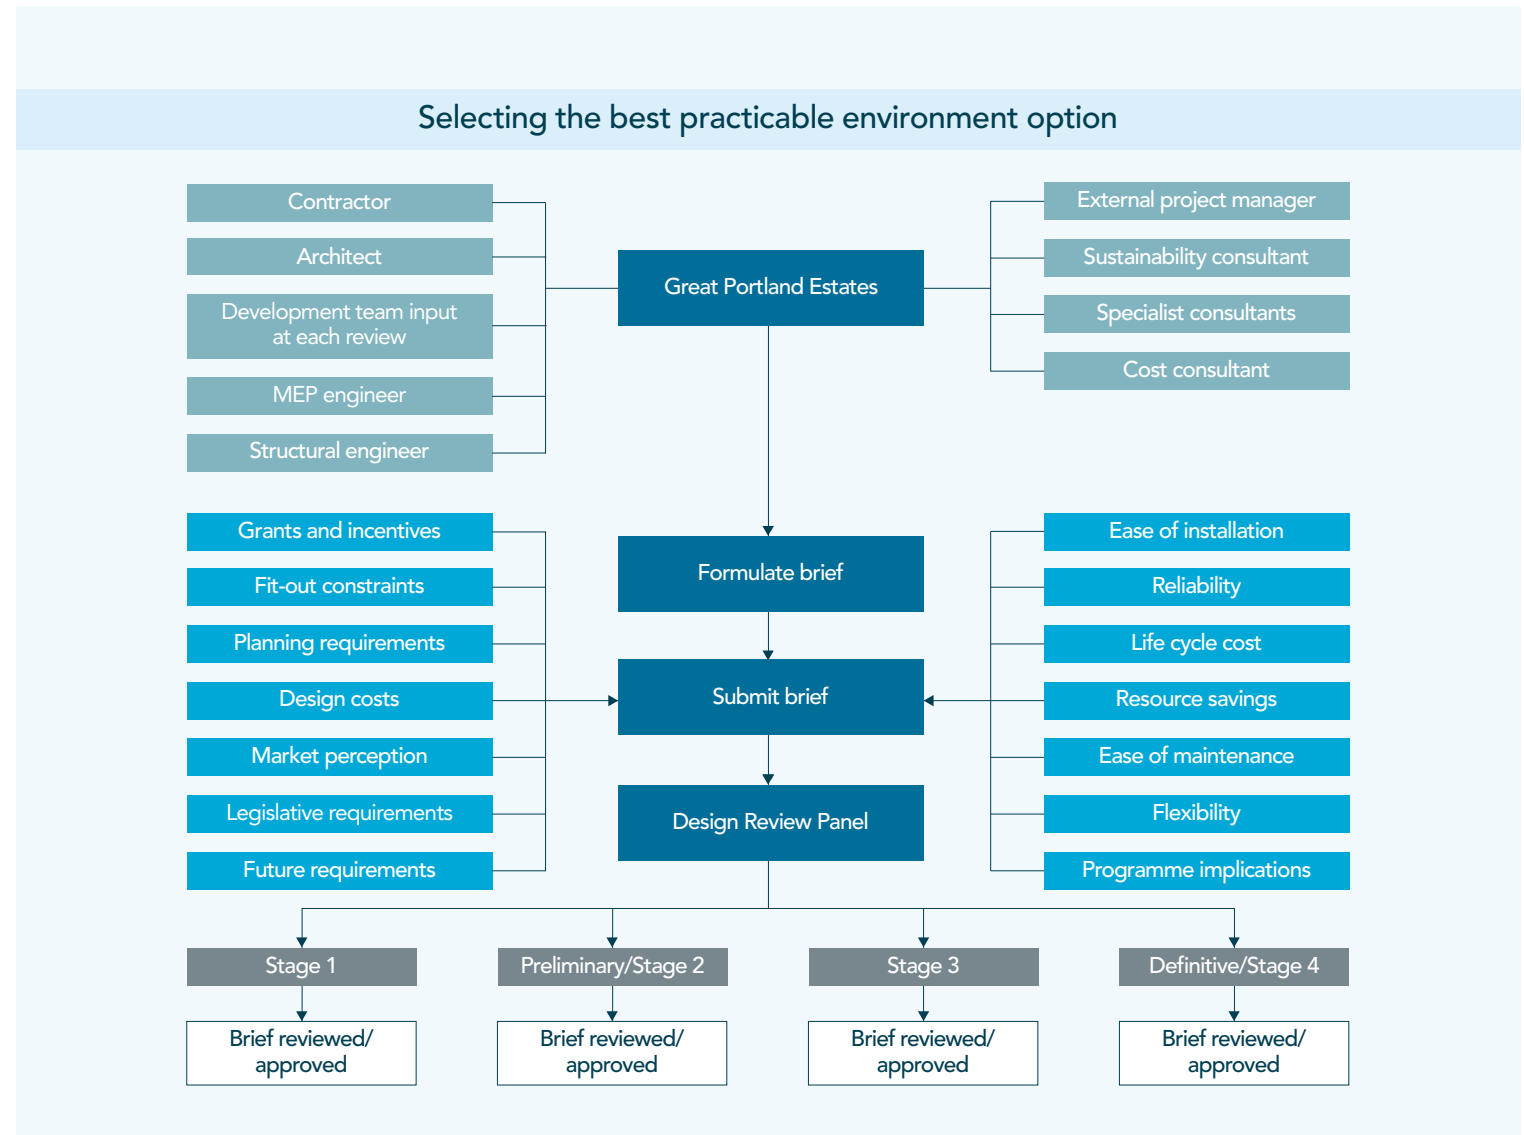 Selecting the best practicable environment option
Contractor
Architect
Development team input
at each review
MEP engineer
Structural engineer
Great Portland Estates
External project manager
Sustainability consultant
Specialist consultants
Cost consultant
Grants and incentives
Fit-out constraints
Planning requirements
Design costs
Market perception
Legislative requirements
Future requirements
Formulate brief
Submit brief
Design Review Panel
Ease of installation
Reliability
Life cycle cost
Resource savings
Ease of maintenance
Flexibility
Programme implications
Stage 1
Preliminary/Stage 2
Stage 3
Definitive/Stage 4
Brief reviewed/
approved
Brief reviewed/
approved
Brief reviewed/
approved
Brief reviewed/
approved